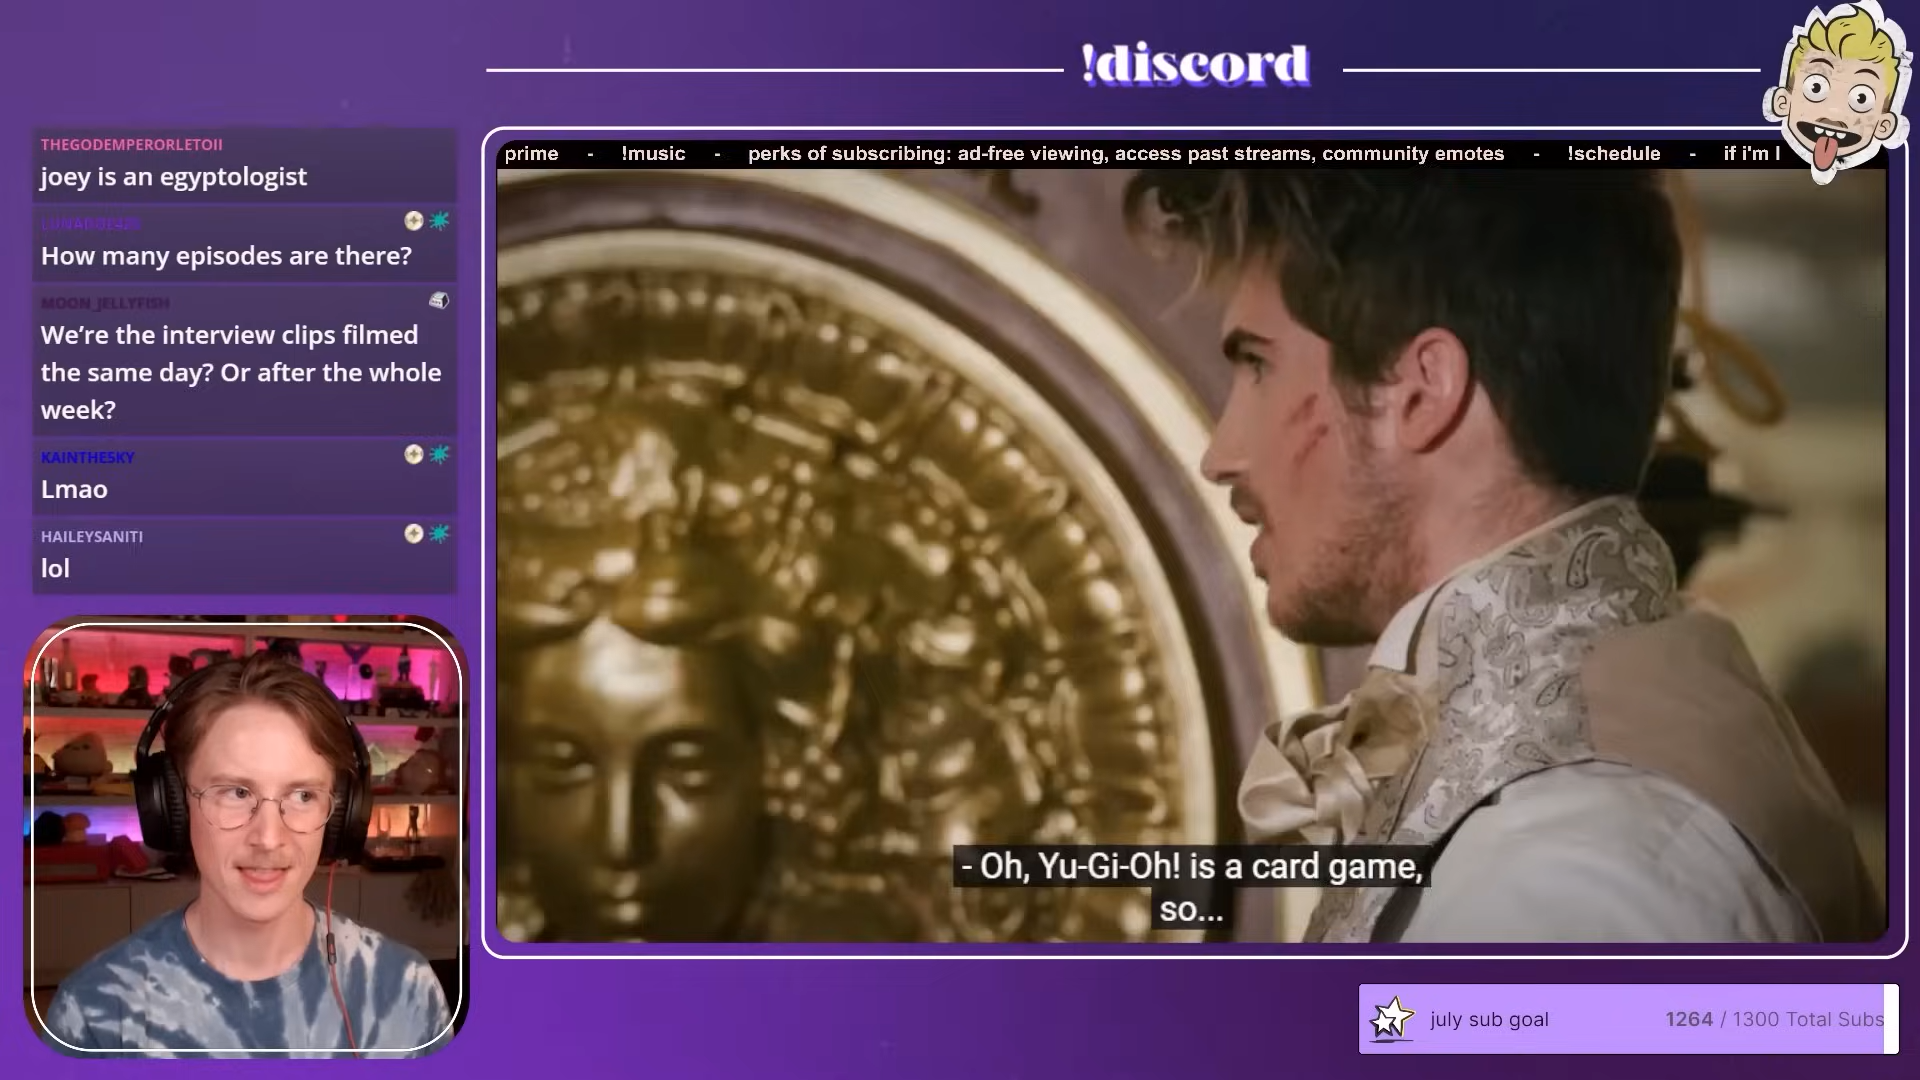 !discord
prime - !music - perks of subscribing: ad-free viewing, access past streams, community emotes - !schedule - if i'm l
THEGODEMPERORLETOII
joey is an egyptologist
How many episodes are there?
MOON_JELLYFISH
We're the interview clips filmed
the same day? Or after the whole
week?
KAINTHESKY
Lmao
HAILEYSANITI
lol
- Oh, Yu-Gi-Oh! is a card game,
so...
july sub goal 1264 / 1300 Total Subs